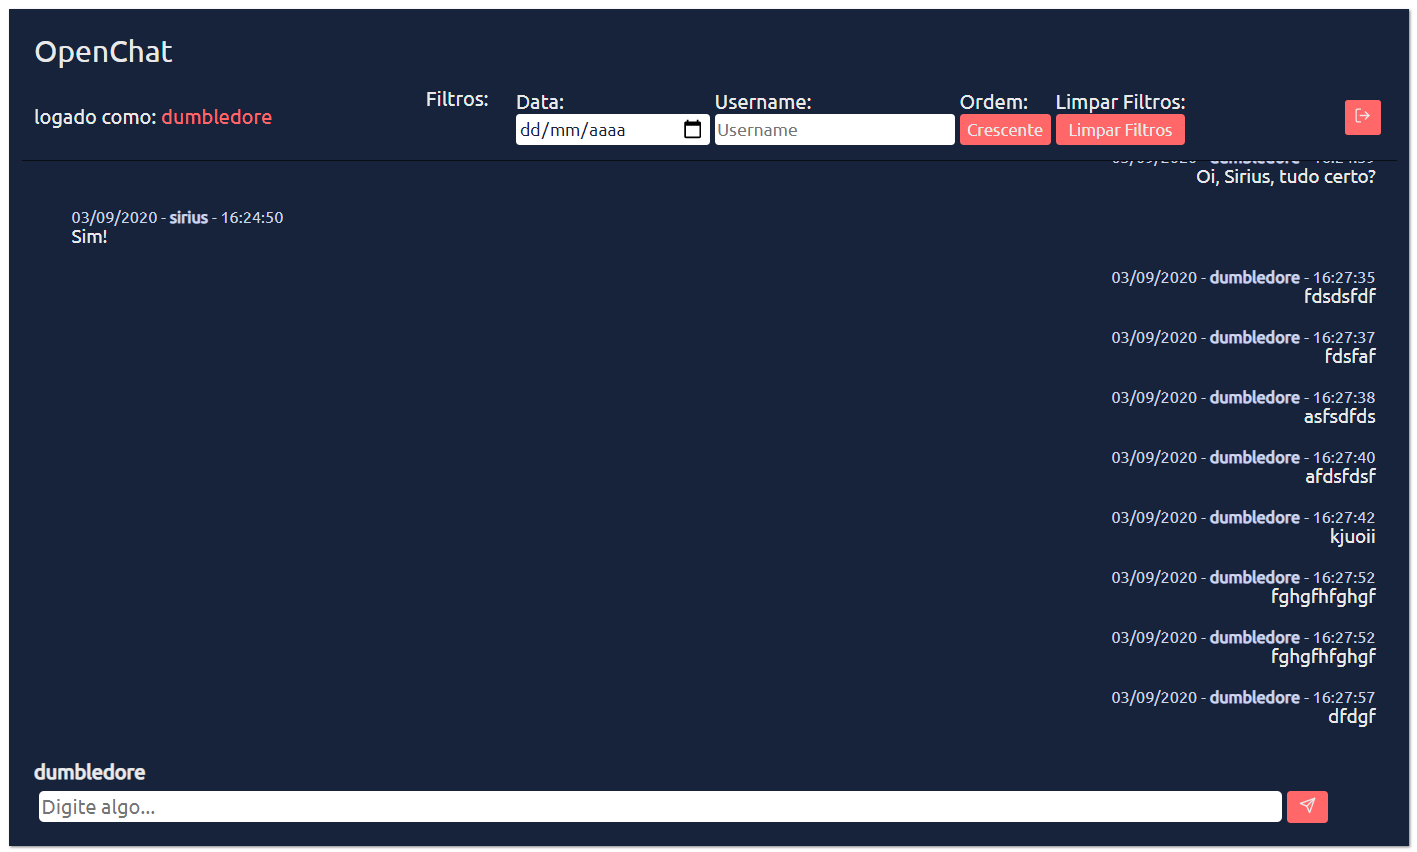 OpenChat
logado como: dumbledore
Filtros:
Data:
Username:
Ordem:
Limpar Filtros:
dd/mm/aaaa
Username
Crescente
Limpar Filtros
Oi, Sirius, tudo certo?
03/09/2020 - sirius - 16:24:50
Sim!
03/09/2020 - dumbledore - 16:27:35
fdsdsfdf
03/09/2020 - dumbledore - 16:27:37
fdsfaf
03/09/2020 - dumbledore - 16:27:38
asfsdfds
03/09/2020 - dumbledore - 16:27:40
afdsfdsf
03/09/2020 - dumbledore - 16:27:42
kjuoii
03/09/2020 - dumbledore - 16:27:52
fghgfhfghgf
03/09/2020 - dumbledore - 16:27:52
fghgfhfghgf
03/09/2020 - dumbledore - 16:27:57
dfdgf
dumbledore
Digite algo...